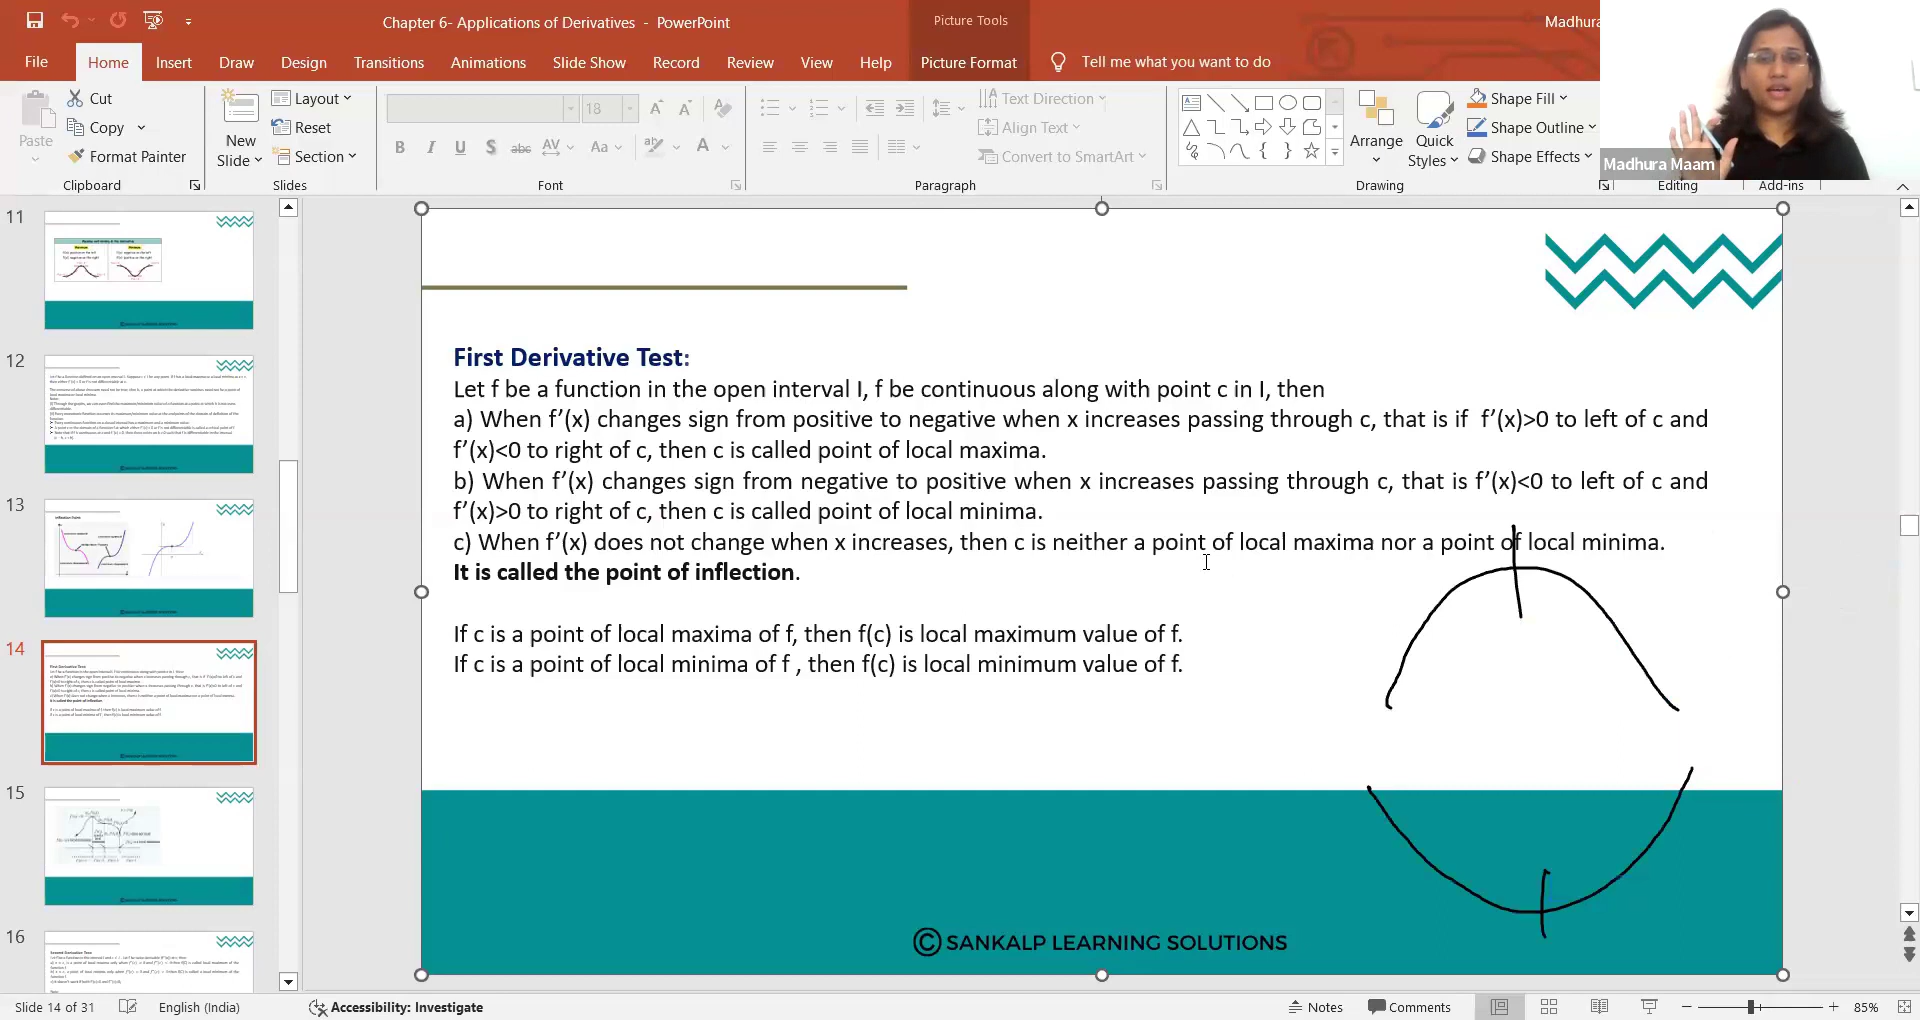 Chapter 6- Applications of Derivatives - PowerPoint
Picture Tools
Madhura
File Home Insert Draw Design Transitions Animations Slide Show Record Review View Help Picture Format Tell me what you want to do
Paste
Cut
Copy
Format Painter
Clipboard
New Slide
Layout
Reset
Section
Slides
18
B I U S abc AV Aa A
Font
Text Direction
Align Text
Convert to SmartArt
Paragraph
Arrange
Quick Styles
Shape Fill
Shape Outline
Shape Effects
Drawing
Editing
Add-ins
Madhura Maam
11
12
13
14
15
16
First Derivative Test:
Let f be a function in the open interval I, f be continuous along with point c in I, then
a) When f’(x) changes sign from positive to negative when x increases passing through c, that is if f’(x)>0 to left of c and
f’(x)<0 to right of c, then c is called point of local maxima.
b) When f’(x) changes sign from negative to positive when x increases passing through c, that is f’(x)<0 to left of c and
f’(x)>0 to right of c, then c is called point of local minima.
c) When f’(x) does not change when x increases, then c is neither a point of local maxima nor a point of local minima.
It is called the point of inflection.
If c is a point of local maxima of f, then f(c) is local maximum value of f.
If c is a point of local minima of f , then f(c) is local minimum value of f.
© SANKALP LEARNING SOLUTIONS
Slide 14 of 31 English (India) Accessibility: Investigate Notes Comments 85%